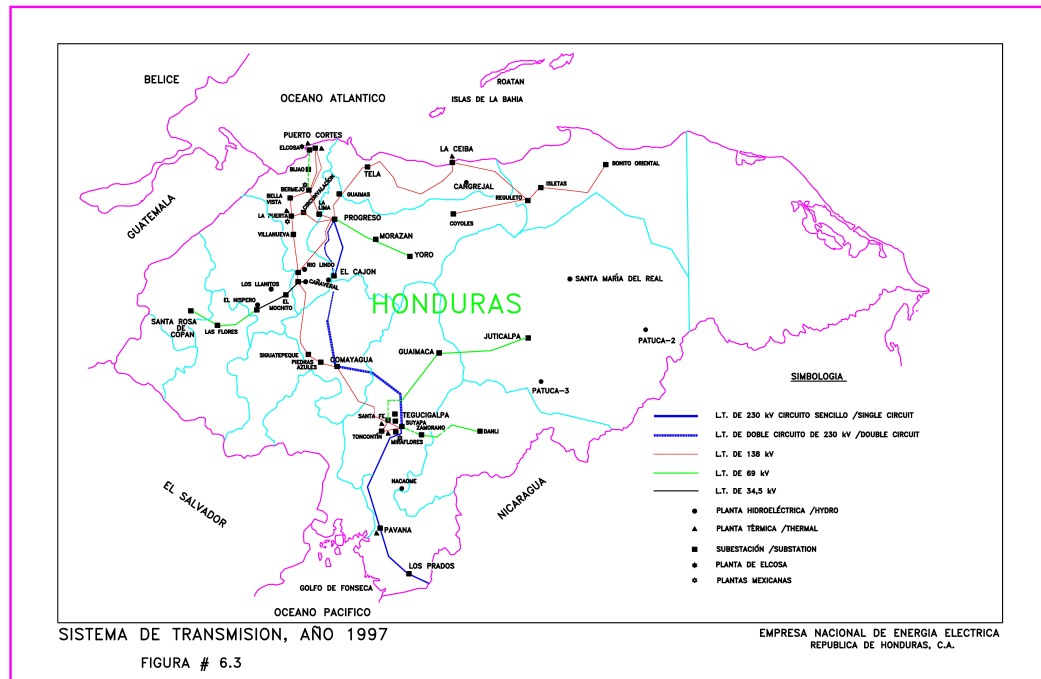 BELICE
ROATAN
ISLAS DE LA BAHIA
OCEANO ATLANTICO
PUERTO CORTES
ELCOSA
LA CEIBA
BIJAO
TELA
BONITO ORIENTAL
BERMEJO
CIRCUNVALACIÓN
CANGREJAL
ISLETAS
BELLA
VISTA
GUAIMAS
REGULETO
LA
LIMA
LA PUERTA
PROGRESO
COYOLES
GUATEMALA
VILLANUEVA
MORAZAN
YORO
RIO LINDO
EL CAJON
CAÑAVERAL
SANTA MARÍA DEL REAL
LOS LLANITOS
EL NISPERO
EL
MOCHITO
HONDURAS
SANTA ROSA
DE
COPAN
LAS FLORES
JUTICALPA
PATUCA-2
GUAIMACA
SIGUATEPEQUE
PIEDRAS
AZULES
COMAYAGUA
PATUCA-3
SANTA FE
TEGUCIGALPA
SUYAPA
ZAMORANO
TONCONTÍN
MIRAFLORES
DANLI
NACAOME
EL SALVADOR
NICARAGUA
PAVANA
LOS PRADOS
GOLFO DE FONSECA
OCEANO PACIFICO
SIMBOLOGIA
L.T. DE 230 kV CIRCUITO SENCILLO /SINGLE CIRCUIT
L.T. DE DOBLE CIRCUITO DE 230 kV /DOUBLE CIRCUIT
L.T. DE 138 kV
L.T. DE 69 kV
L.T. DE 34,5 kV
PLANTA HIDROELÉCTRICA /HYDRO
PLANTA TÈRMICA /THERMAL
SUBESTACIÓN /SUBSTATION
PLANTA DE ELCOSA
PLANTAS MEXICANAS
SISTEMA DE TRANSMISION, AÑO 1997
FIGURA # 6.3
EMPRESA NACIONAL DE ENERGIA ELECTRICA
REPUBLICA DE HONDURAS, C.A.